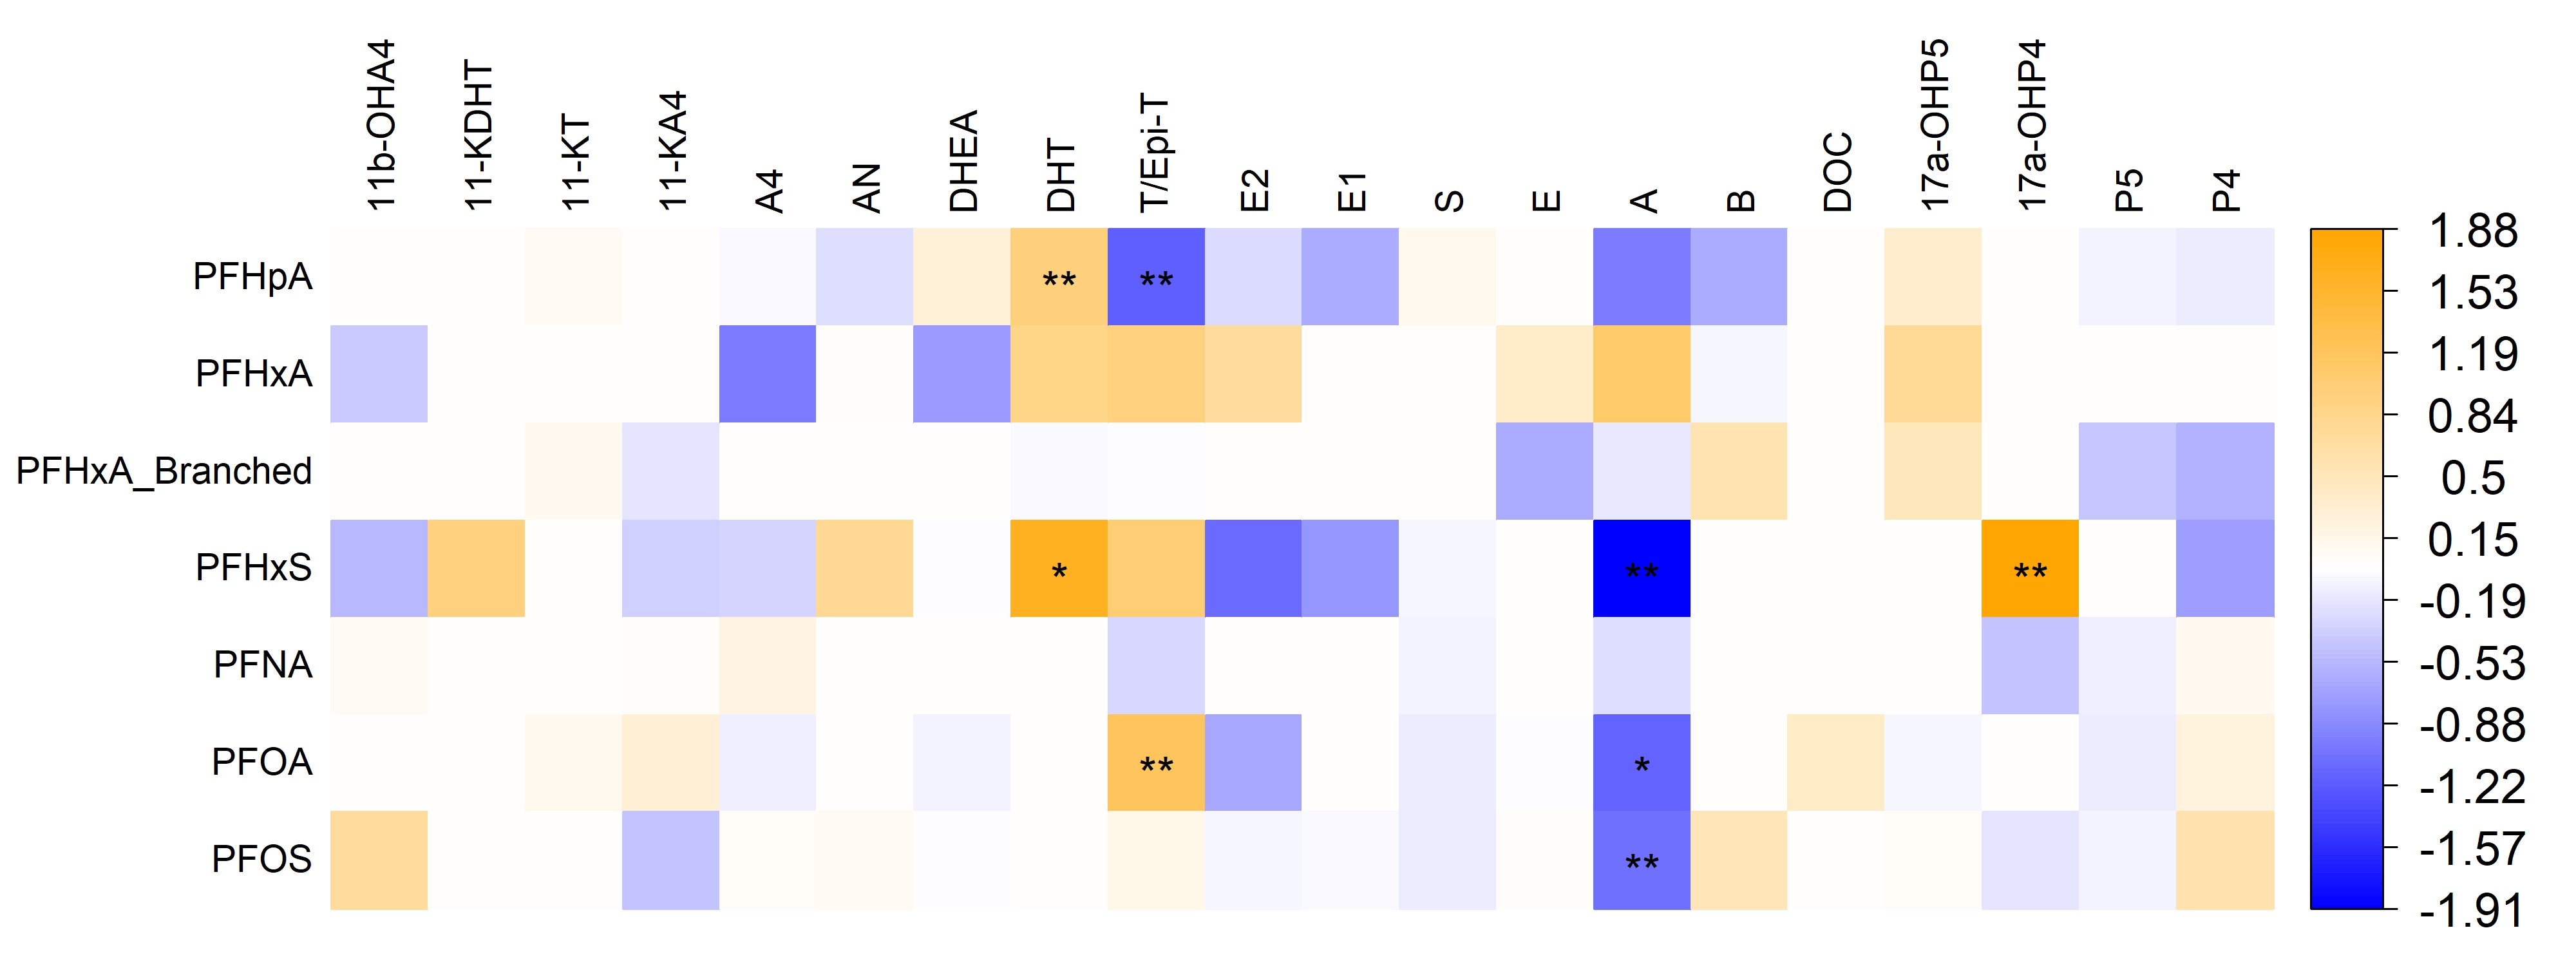 11b-OHA4 11-KDHT 11-KT 11-KA4 A4 AN DHEA DHT T/Epi-T E2 E1 S E A B DOC 17a-OHP5 17a-OHP4 P5 P4
PFHpA ** **
PFHxA
PFHxA_Branched
PFHxS * ** **
PFNA
PFOA ** *
PFOS **
1.88
1.53
1.19
0.84
0.5
0.15
-0.19
-0.53
-0.88
-1.22
-1.57
-1.91